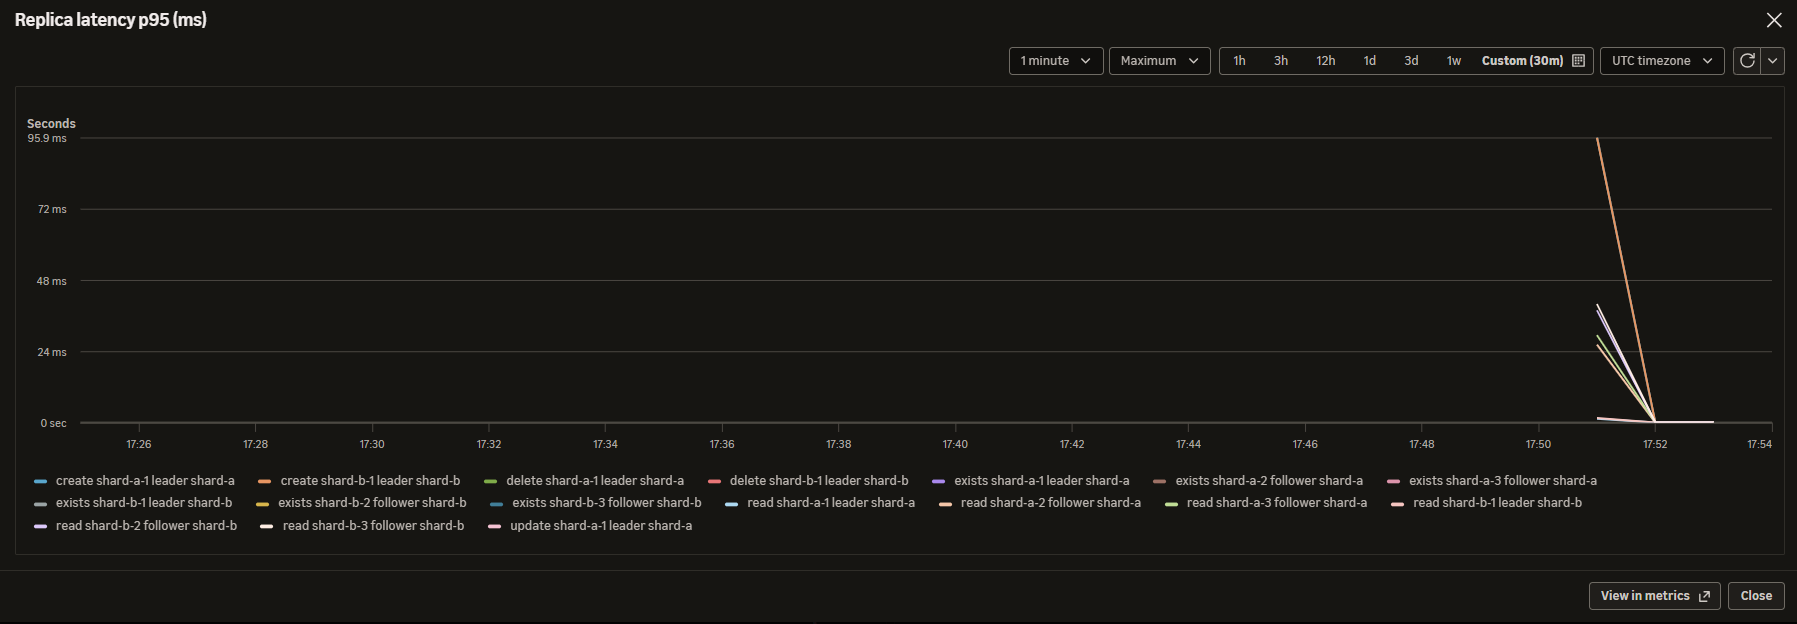 Replica latency p95 (ms)
1 minute Maximum 1h 3h 12h 1d 3d 1w Custom (30m) UTC timezone
Seconds
95.9 ms
72 ms
48 ms
24 ms
0 sec
17:26 17:28 17:30 17:32 17:34 17:36 17:38 17:40 17:42 17:44 17:46 17:48 17:50 17:52 17:54
create shard-a-1 leader shard-a create shard-b-1 leader shard-b delete shard-a-1 leader shard-a delete shard-b-1 leader shard-b exists shard-a-1 leader shard-a exists shard-a-2 follower shard-a exists shard-a-3 follower shard-a
exists shard-b-1 leader shard-b exists shard-b-2 follower shard-b exists shard-b-3 follower shard-b read shard-a-1 leader shard-a read shard-a-2 follower shard-a read shard-a-3 follower shard-a read shard-b-1 leader shard-b
read shard-b-2 follower shard-b read shard-b-3 follower shard-b update shard-a-1 leader shard-a
View in metrics Close